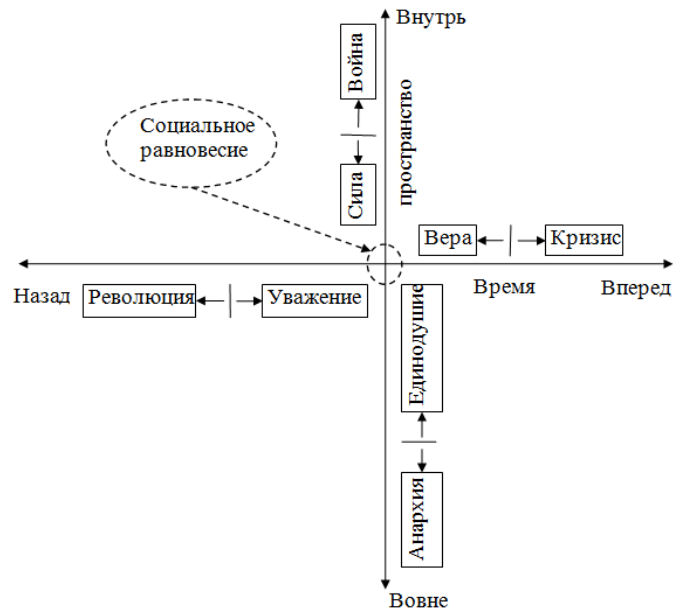 Внутрь
Война
пространство
Социальное
равновесие
Сила
Вера
Кризис
Назад
Революция
Уважение
Время
Вперед
Единодушие
Анархия
Вовне